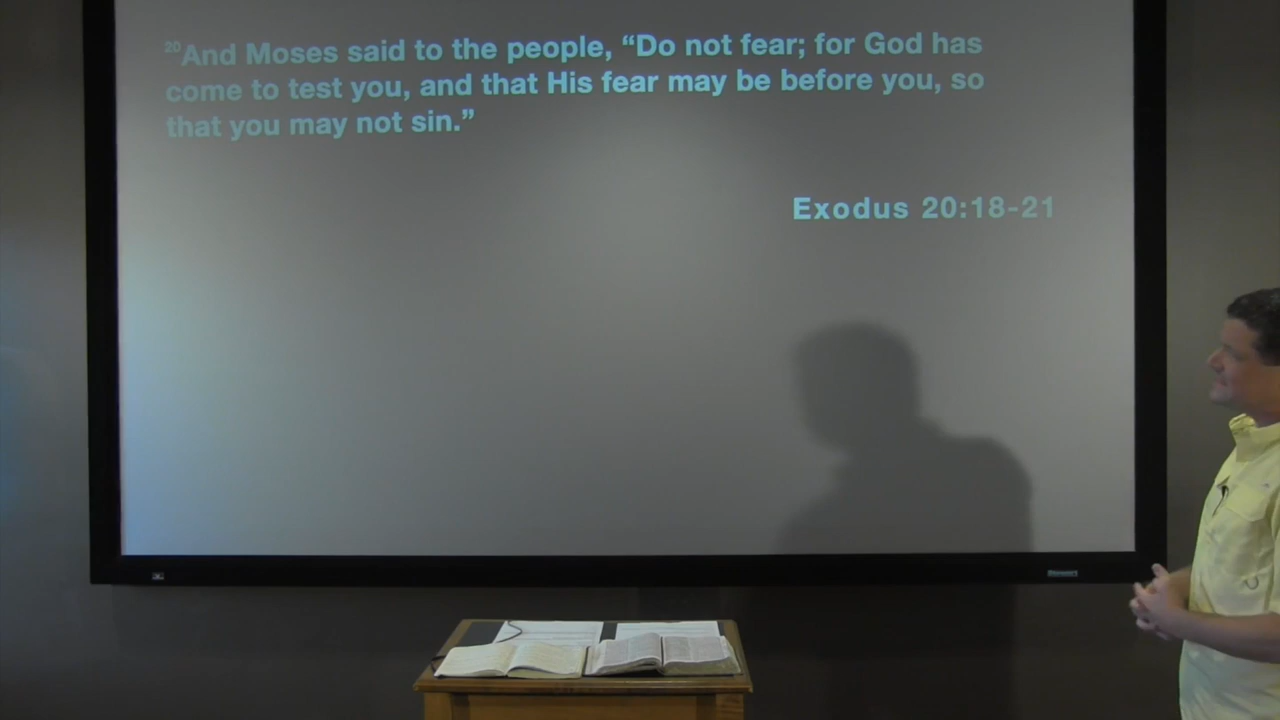 20And Moses said to the people, “Do not fear; for God has
come to test you, and that His fear may be before you, so
that you may not sin.”
Exodus 20:18-21